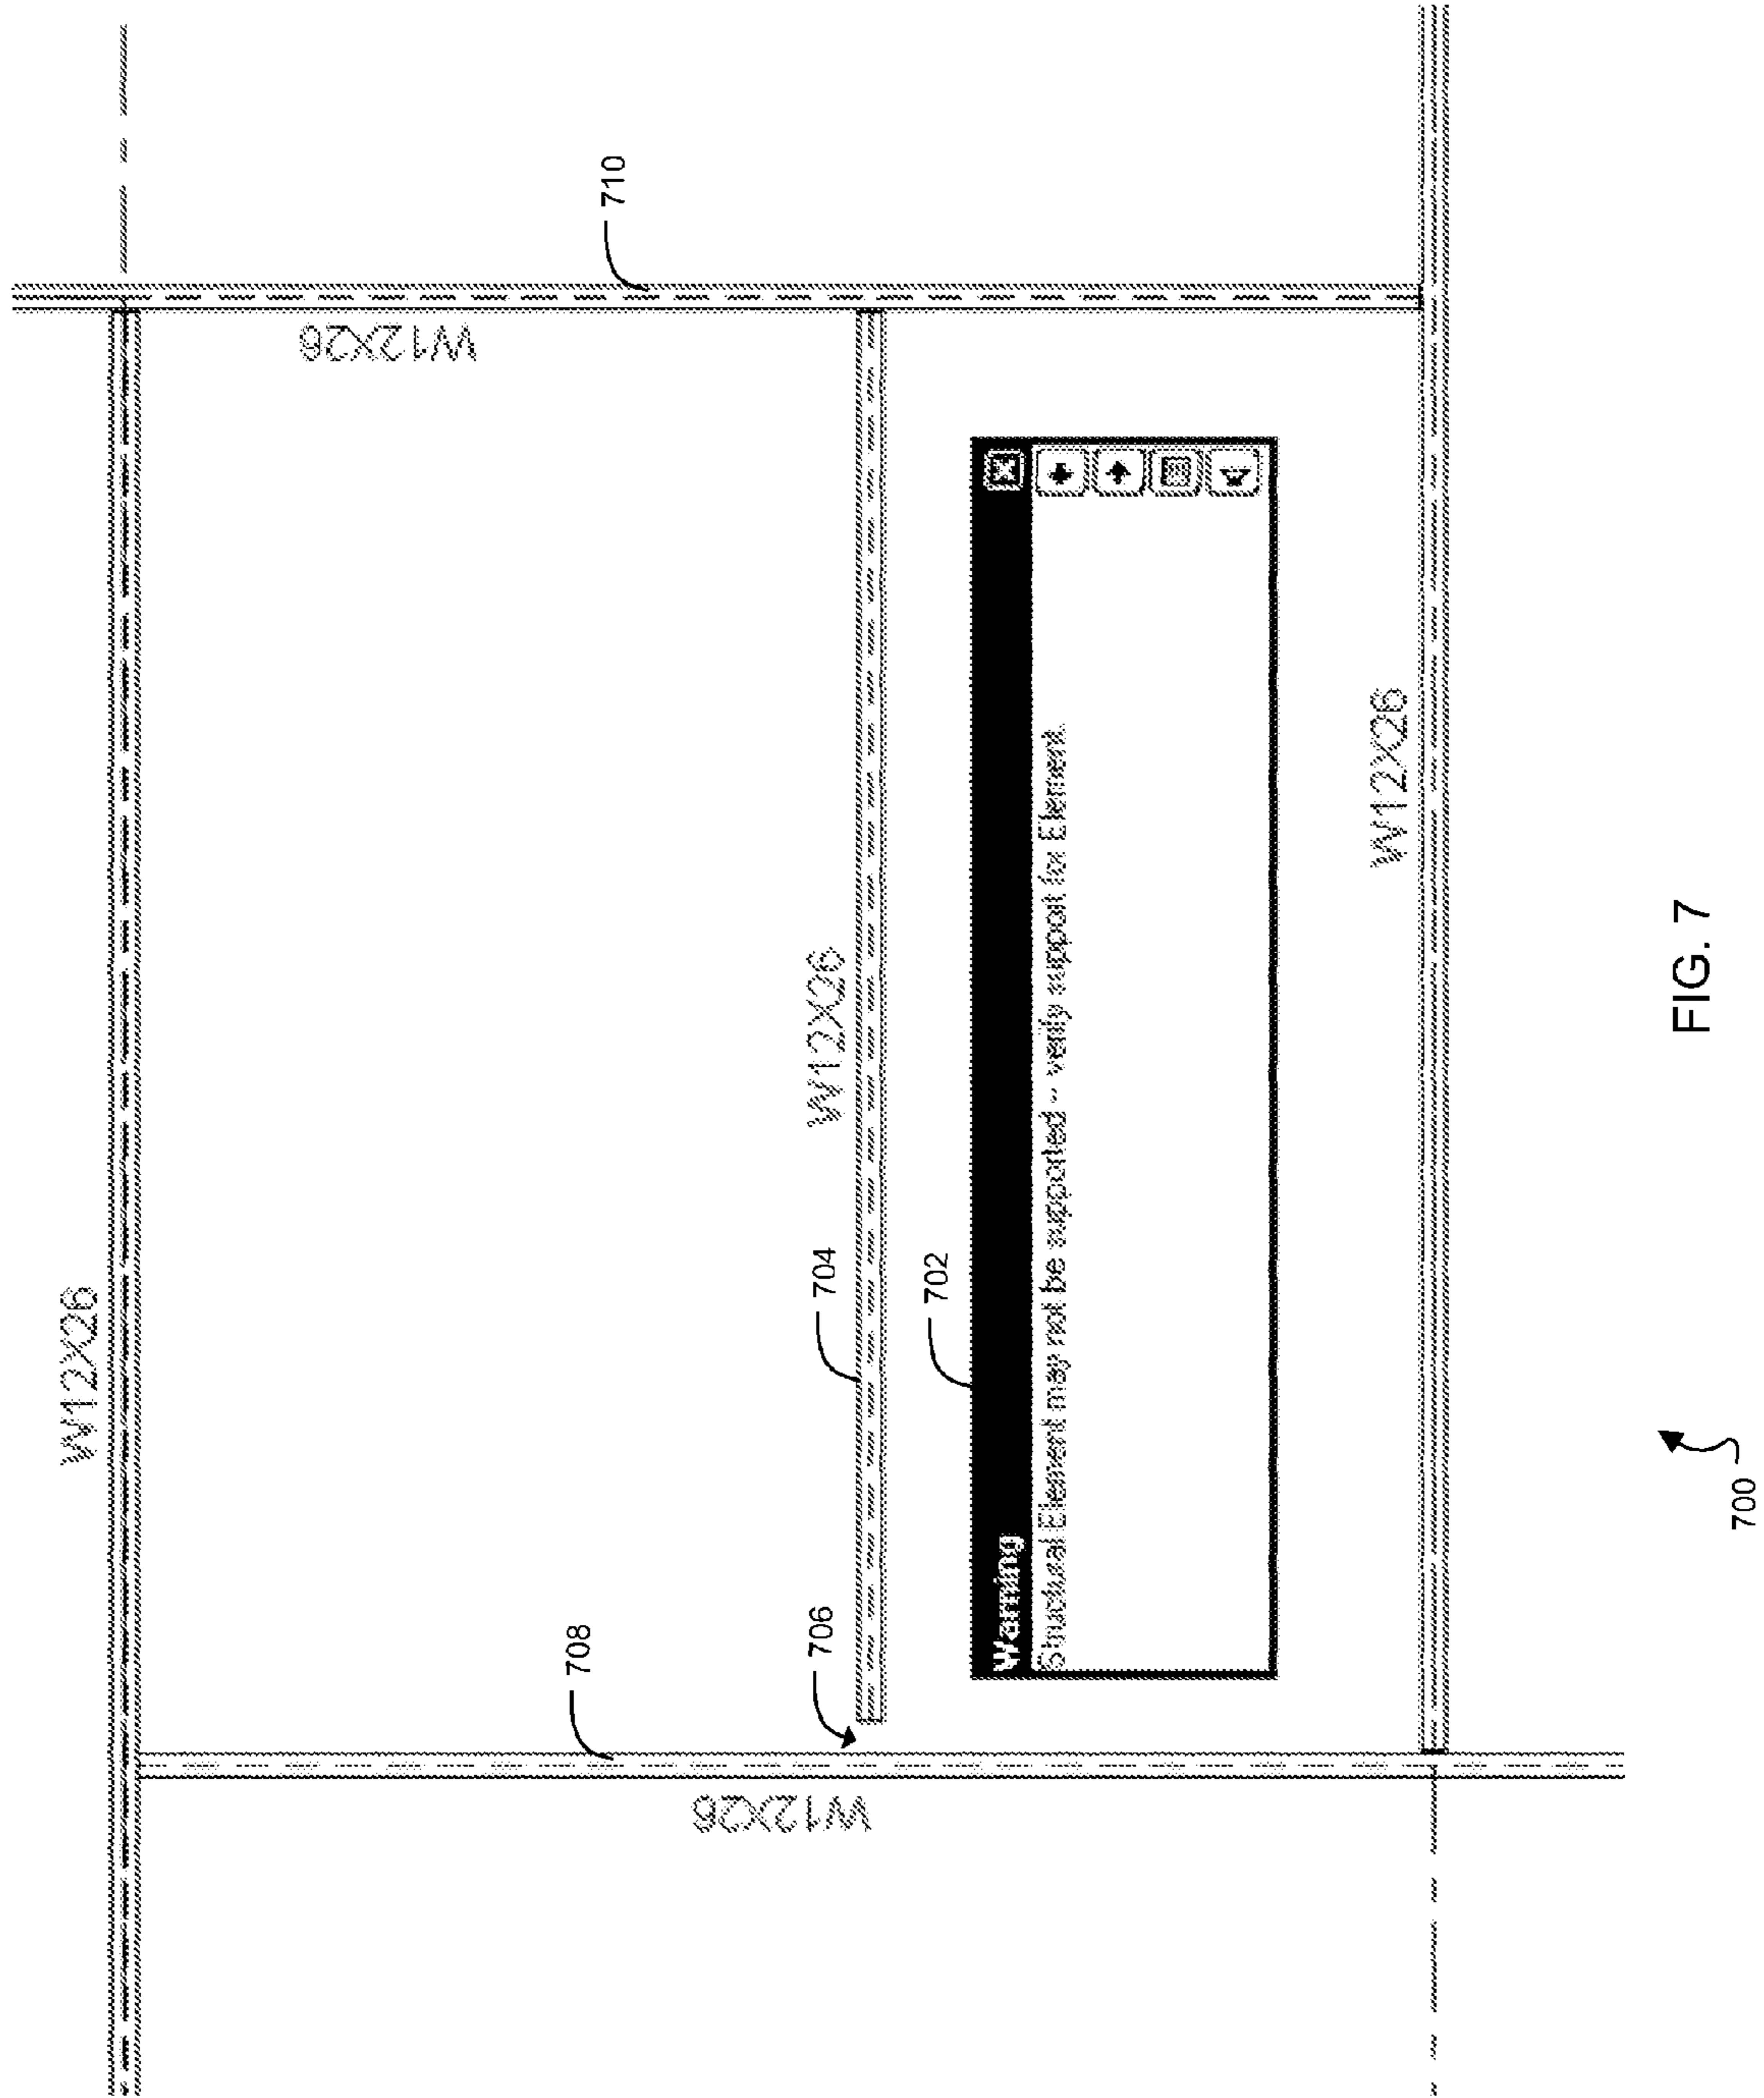 W12X26
W12X26
710
708
W12X26
W12X26
704
706
702
Warning
Structural Element may not be supported -- verify support for Element.
W12X26
700
FIG. 7